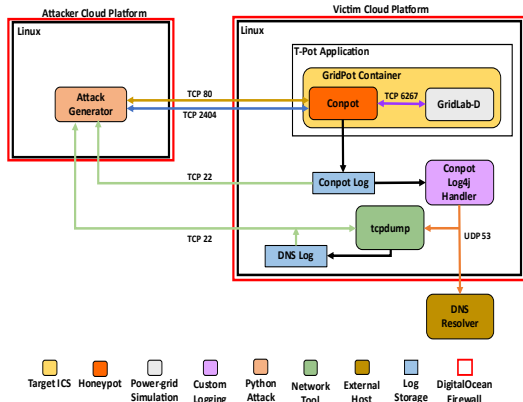 Attacker Cloud Platform
Victim Cloud Platform
Linux
Linux
T-Pot Application
GridPot Container
Attack
Generator
TCP 80
TCP 2404
Conpot
TCP 6267
GridLab-D
TCP 22
Conpot Log
Conpot
Log4j
Handler
tcpdump
TCP 22
UDP 53
DNS Log
DNS
Resolver
Target ICS
Honeypot
Power-grid
Simulation
Custom
Logging
Python
Attack
Network
Tool
External
Host
Log
Storage
DigitalOcean
Firewall